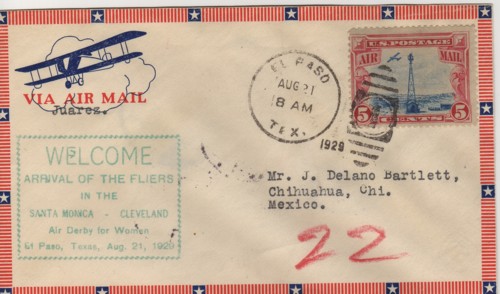 VIA AIR MAIL
Juarez.
EL PASO
AUG 21
8 AM
TEX.
1929
U.S. POSTAGE
AIR MAIL
5 CENTS 5
WELCOME
ARRIVAL OF THE FLIERS
IN THE
SANTA MONICA - CLEVELAND
Air Derby for Women
El Paso, Texas, Aug. 21, 1929
Mr. J. Delano Bartlett,
Chihuahua, Chi.
Mexico.
22